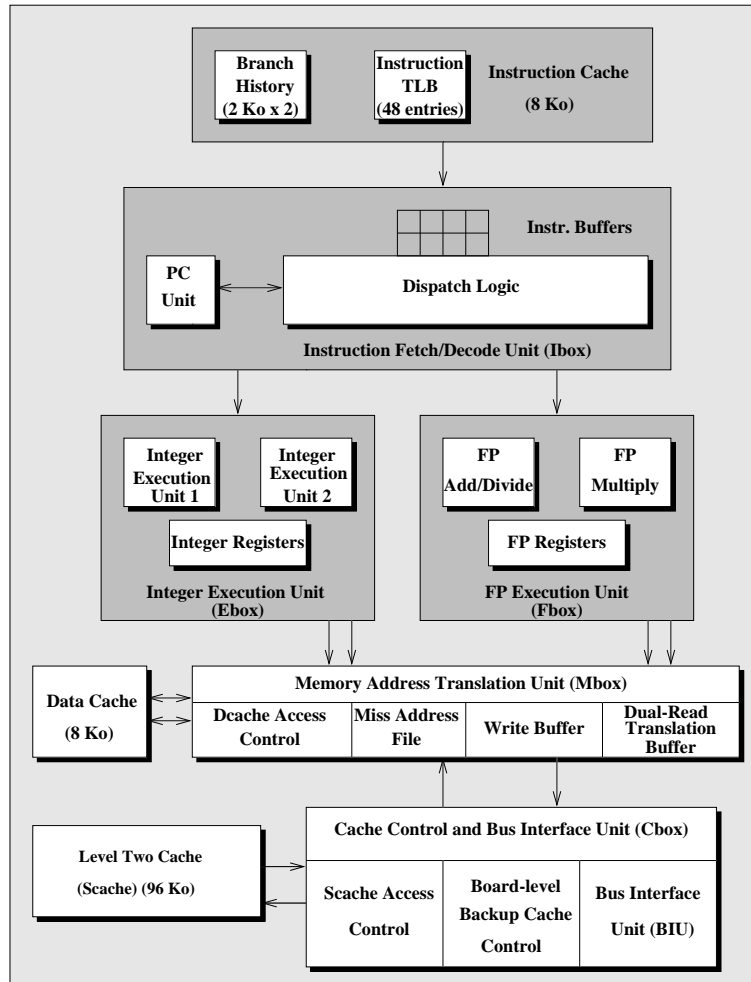 Branch
History
(2 Ko x 2)
Instruction
TLB
(48 entries)
Instruction Cache
(8 Ko)
Instr. Buffers
PC
Unit
Dispatch Logic
Instruction Fetch/Decode Unit (Ibox)
Integer
Execution
Unit 1
Integer
Execution
Unit 2
Integer Registers
Integer Execution Unit
(Ebox)
FP
Add/Divide
FP
Multiply
FP Registers
FP Execution Unit
(Fbox)
Data Cache
(8 Ko)
Memory Address Translation Unit (Mbox)
Dcache Access
Control
Miss Address
File
Write Buffer
Dual-Read
Translation
Buffer
Level Two Cache
(Scache) (96 Ko)
Cache Control and Bus Interface Unit (Cbox)
Scache Access
Control
Board-level
Backup Cache
Control
Bus Interface
Unit (BIU)